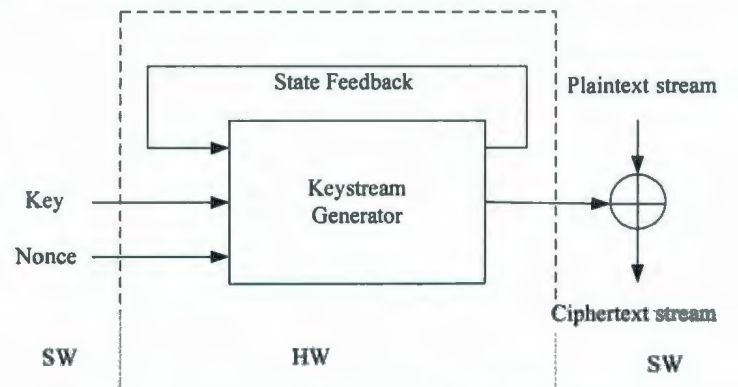 State Feedback
Plaintext stream
Keystream
Generator
Key
Nonce
Ciphertext stream
SW
HW
SW